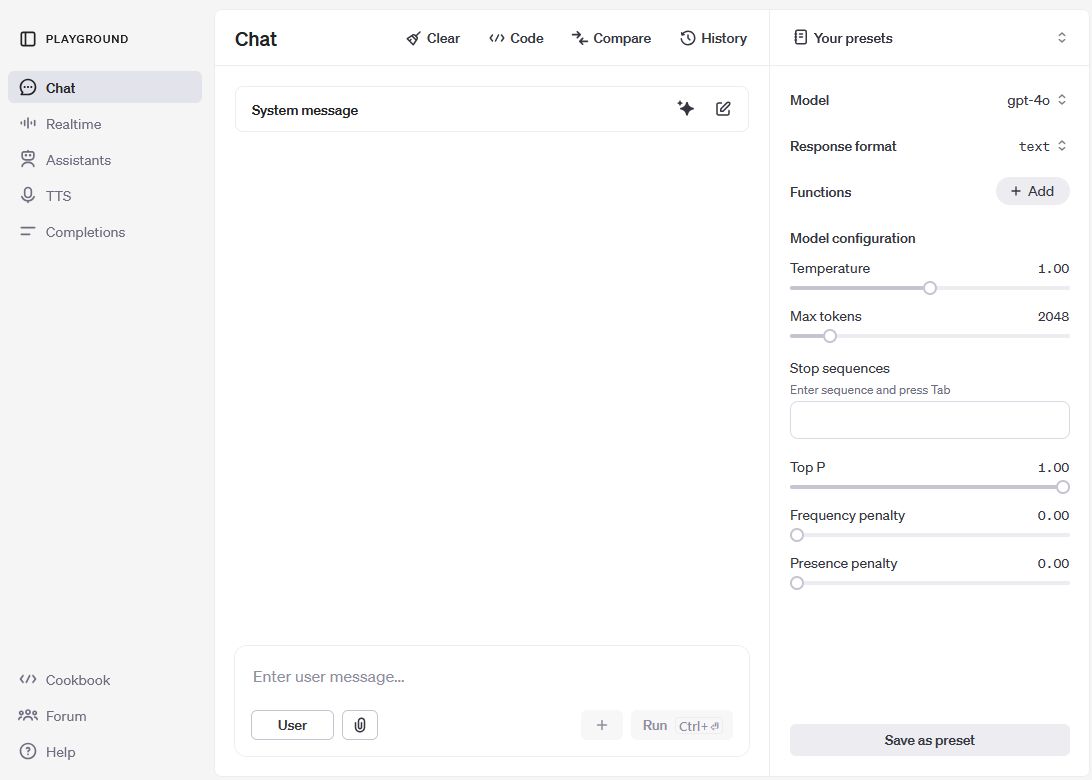 PLAYGROUND
Chat
Realtime
Assistants
TTS
Completions
Cookbook
Forum
Help
Chat
Clear
Code
Compare
History
System message
Enter user message...
User
+
Run Ctrl+⏎
Your presets
Model gpt-4o
Response format text
Functions + Add
Model configuration
Temperature 1.00
Max tokens 2048
Stop sequences
Enter sequence and press Tab
Top P 1.00
Frequency penalty 0.00
Presence penalty 0.00
Save as preset